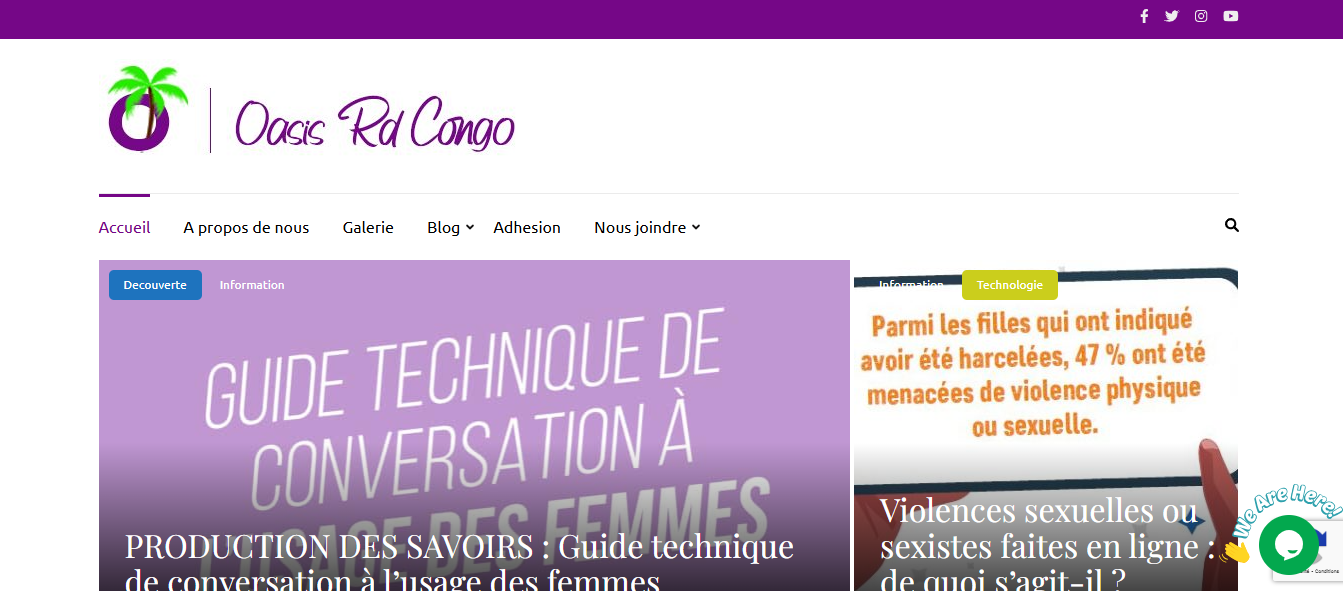 Oasis Rd Congo
Accueil A propos de nous Galerie Blog Adhesion Nous joindre
Decouverte Information
GUIDE TECHNIQUE DE
CONVERSATION À
L'USAGE DES FEMMES
PRODUCTION DES SAVOIRS : Guide technique
de conversation à l’usage des femmes
Information Technologie
Parmi les filles qui ont indiqué
avoir été harcelées, 47 % ont été
menacées de violence physique
ou sexuelle.
Violences sexuelles ou
sexistes faites en ligne :
de quoi s’agit-il ?
We Are Here!
Conditions